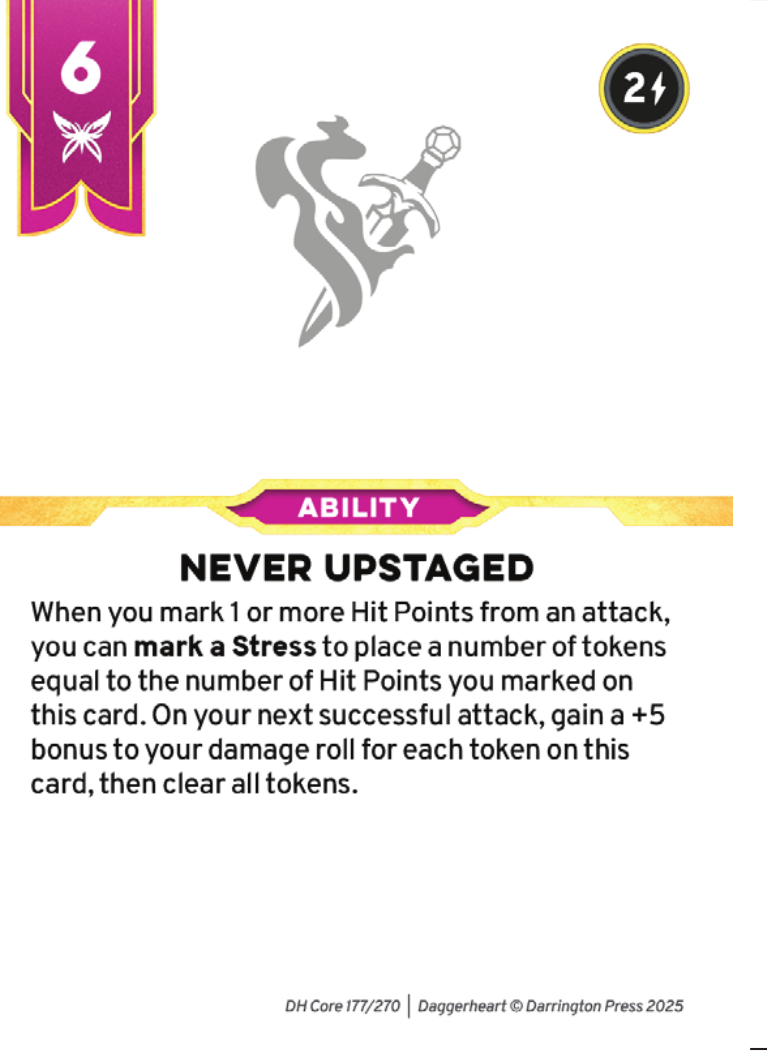 6
2
ABILITY
NEVER UPSTAGED
When you mark 1 or more Hit Points from an attack,
you can mark a Stress to place a number of tokens
equal to the number of Hit Points you marked on
this card. On your next successful attack, gain a +5
bonus to your damage roll for each token on this
card, then clear all tokens.
DH Core 177/270 | Daggerheart © Darrington Press 2025